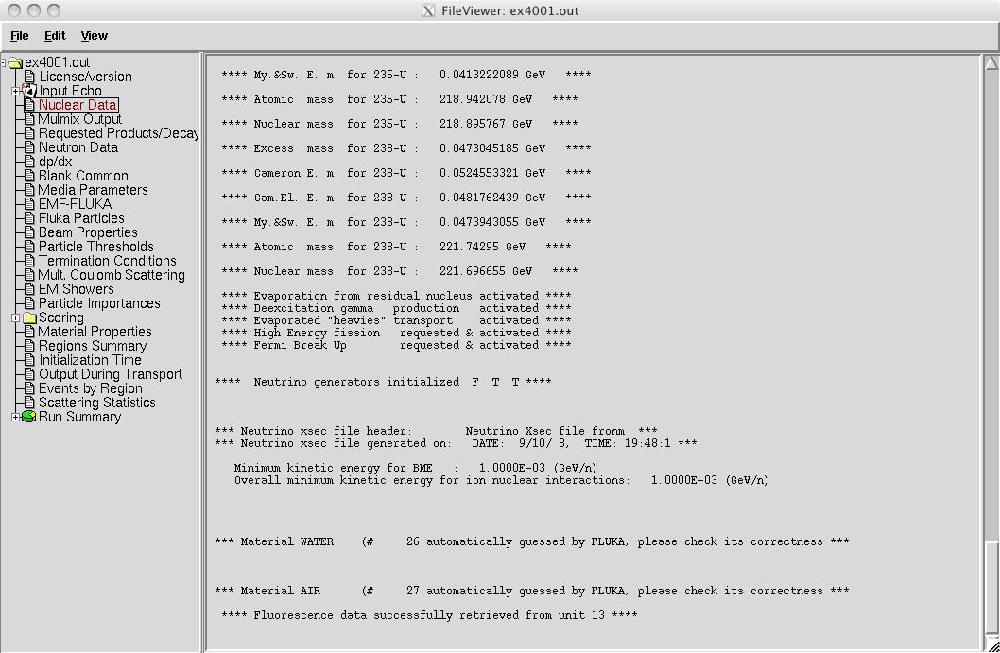 FileViewer: ex4001.out
File Edit View
ex4001.out
License/version
Input Echo
Nuclear Data
Mulmix Output
Requested Products/Decay
Neutron Data
dp/dx
Blank Common
Media Parameters
EMF-FLUKA
Fluka Particles
Beam Properties
Particle Thresholds
Termination Conditions
Mult. Coulomb Scattering
EM Showers
Particle Importances
Scoring
Material Properties
Regions Summary
Initialization Time
Output During Transport
Events by Region
Scattering Statistics
Run Summary
**** My.&Sw. E. m. for 235-U : 0.0413222089 GeV ****
**** Atomic mass for 235-U : 218.942078 GeV ****
**** Nuclear mass for 235-U : 218.895767 GeV ****
**** Excess mass for 238-U : 0.0473045185 GeV ****
**** Cameron E. m. for 238-U : 0.0524553321 GeV ****
**** Cam.El. E. m. for 238-U : 0.0481762439 GeV ****
**** My.&Sw. E. m. for 238-U : 0.0473943055 GeV ****
**** Atomic mass for 238-U : 221.74295 GeV ****
**** Nuclear mass for 238-U : 221.696655 GeV ****
**** Evaporation from residual nucleus activated ****
**** Deexcitation gamma production activated ****
**** Evaporated "heavies" transport activated ****
**** High Energy fission requested & activated ****
**** Fermi Break Up requested & activated ****
**** Neutrino generators initialized F T T ****
*** Neutrino xsec file header: Neutrino Xsec file fronm ***
*** Neutrino xsec file generated on: DATE: 9/10/ 8, TIME: 19:48:1 ***
Minimum kinetic energy for BME : 1.0000E-03 (GeV/n)
Overall minimum kinetic energy for ion nuclear interactions: 1.0000E-03 (GeV/n)
*** Material WATER (# 26 automatically guessed by FLUKA, please check its correctness ***
*** Material AIR (# 27 automatically guessed by FLUKA, please check its correctness ***
**** Fluorescence data successfully retrieved from unit 13 ****